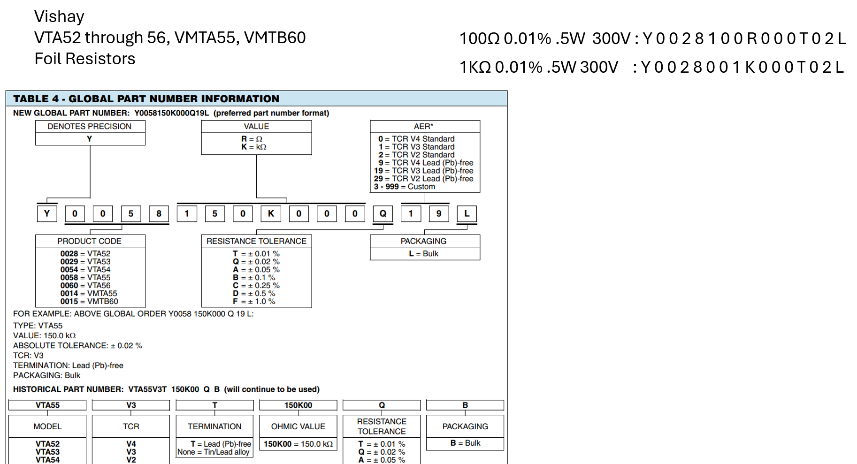 Vishay
VTA52 through 56, VMTA55, VMTB60
Foil Resistors
100Ω 0.01% .5W 300V : Y 0 0 2 8 1 0 0 R 0 0 0 T 0 2 L
1KΩ 0.01% .5W 300V : Y 0 0 2 8 0 0 1 K 0 0 0 T 0 2 L
TABLE 4 - GLOBAL PART NUMBER INFORMATION
NEW GLOBAL PART NUMBER: Y0058150K000Q19L (preferred part number format)
DENOTES PRECISION
Y
VALUE
R = Ω
K = kΩ
AER*
0 = TCR V4 Standard
1 = TCR V3 Standard
2 = TCR V2 Standard
9 = TCR V4 Lead (Pb)-free
19 = TCR V3 Lead (Pb)-free
29 = TCR V2 Lead (Pb)-free
3 - 999 = Custom
Y 0 0 5 8 1 5 0 K 0 0 0 Q 1 9 L
PRODUCT CODE
0028 = VTA52
0029 = VTA53
0054 = VTA54
0058 = VTA55
0060 = VTA56
0014 = VMTA55
0015 = VMTB60
RESISTANCE TOLERANCE
T = ± 0.01 %
Q = ± 0.02 %
A = ± 0.05 %
B = ± 0.1 %
C = ± 0.25 %
D = ± 0.5 %
F = ± 1.0 %
PACKAGING
L = Bulk
FOR EXAMPLE: ABOVE GLOBAL ORDER Y0058 150K000 Q 19 L:
TYPE: VTA55
VALUE: 150.0 kΩ
ABSOLUTE TOLERANCE: ± 0.02 %
TCR: V3
TERMINATION: Lead (Pb)-free
PACKAGING: Bulk
HISTORICAL PART NUMBER: VTA55V3T 150K00 Q B (will continue to be used)
VTA55 V3 T 150K00 Q B
MODEL
VTA52
VTA53
VTA54
TCR
V4
V3
V2
TERMINATION
T = Lead (Pb)-free
None = Tin/Lead alloy
OHMIC VALUE
150K00 = 150.0 kΩ
RESISTANCE
TOLERANCE
T = ± 0.01 %
Q = ± 0.02 %
A = ± 0.05 %
PACKAGING
B = Bulk